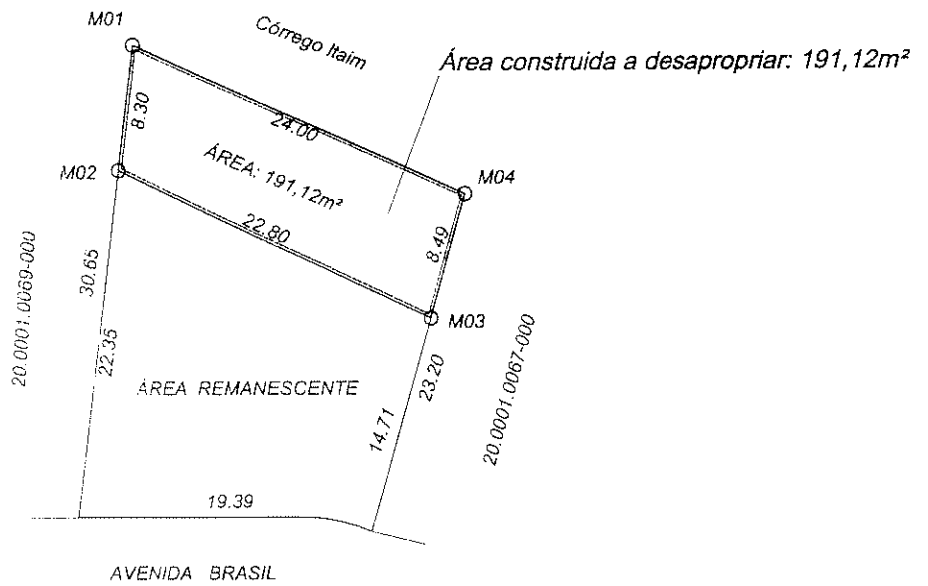 M01
Córrego Itaim
Área construida a desapropriar: 191,12m²
8.30
24.00
ÁREA: 191,12m²
M02
M04
22.80
8.49
20.0001.0069-000
30.65
M03
22.35
23.20
20.0001.0067-000
ÁREA REMANESCENTE
14.71
19.39
AVENIDA BRASIL